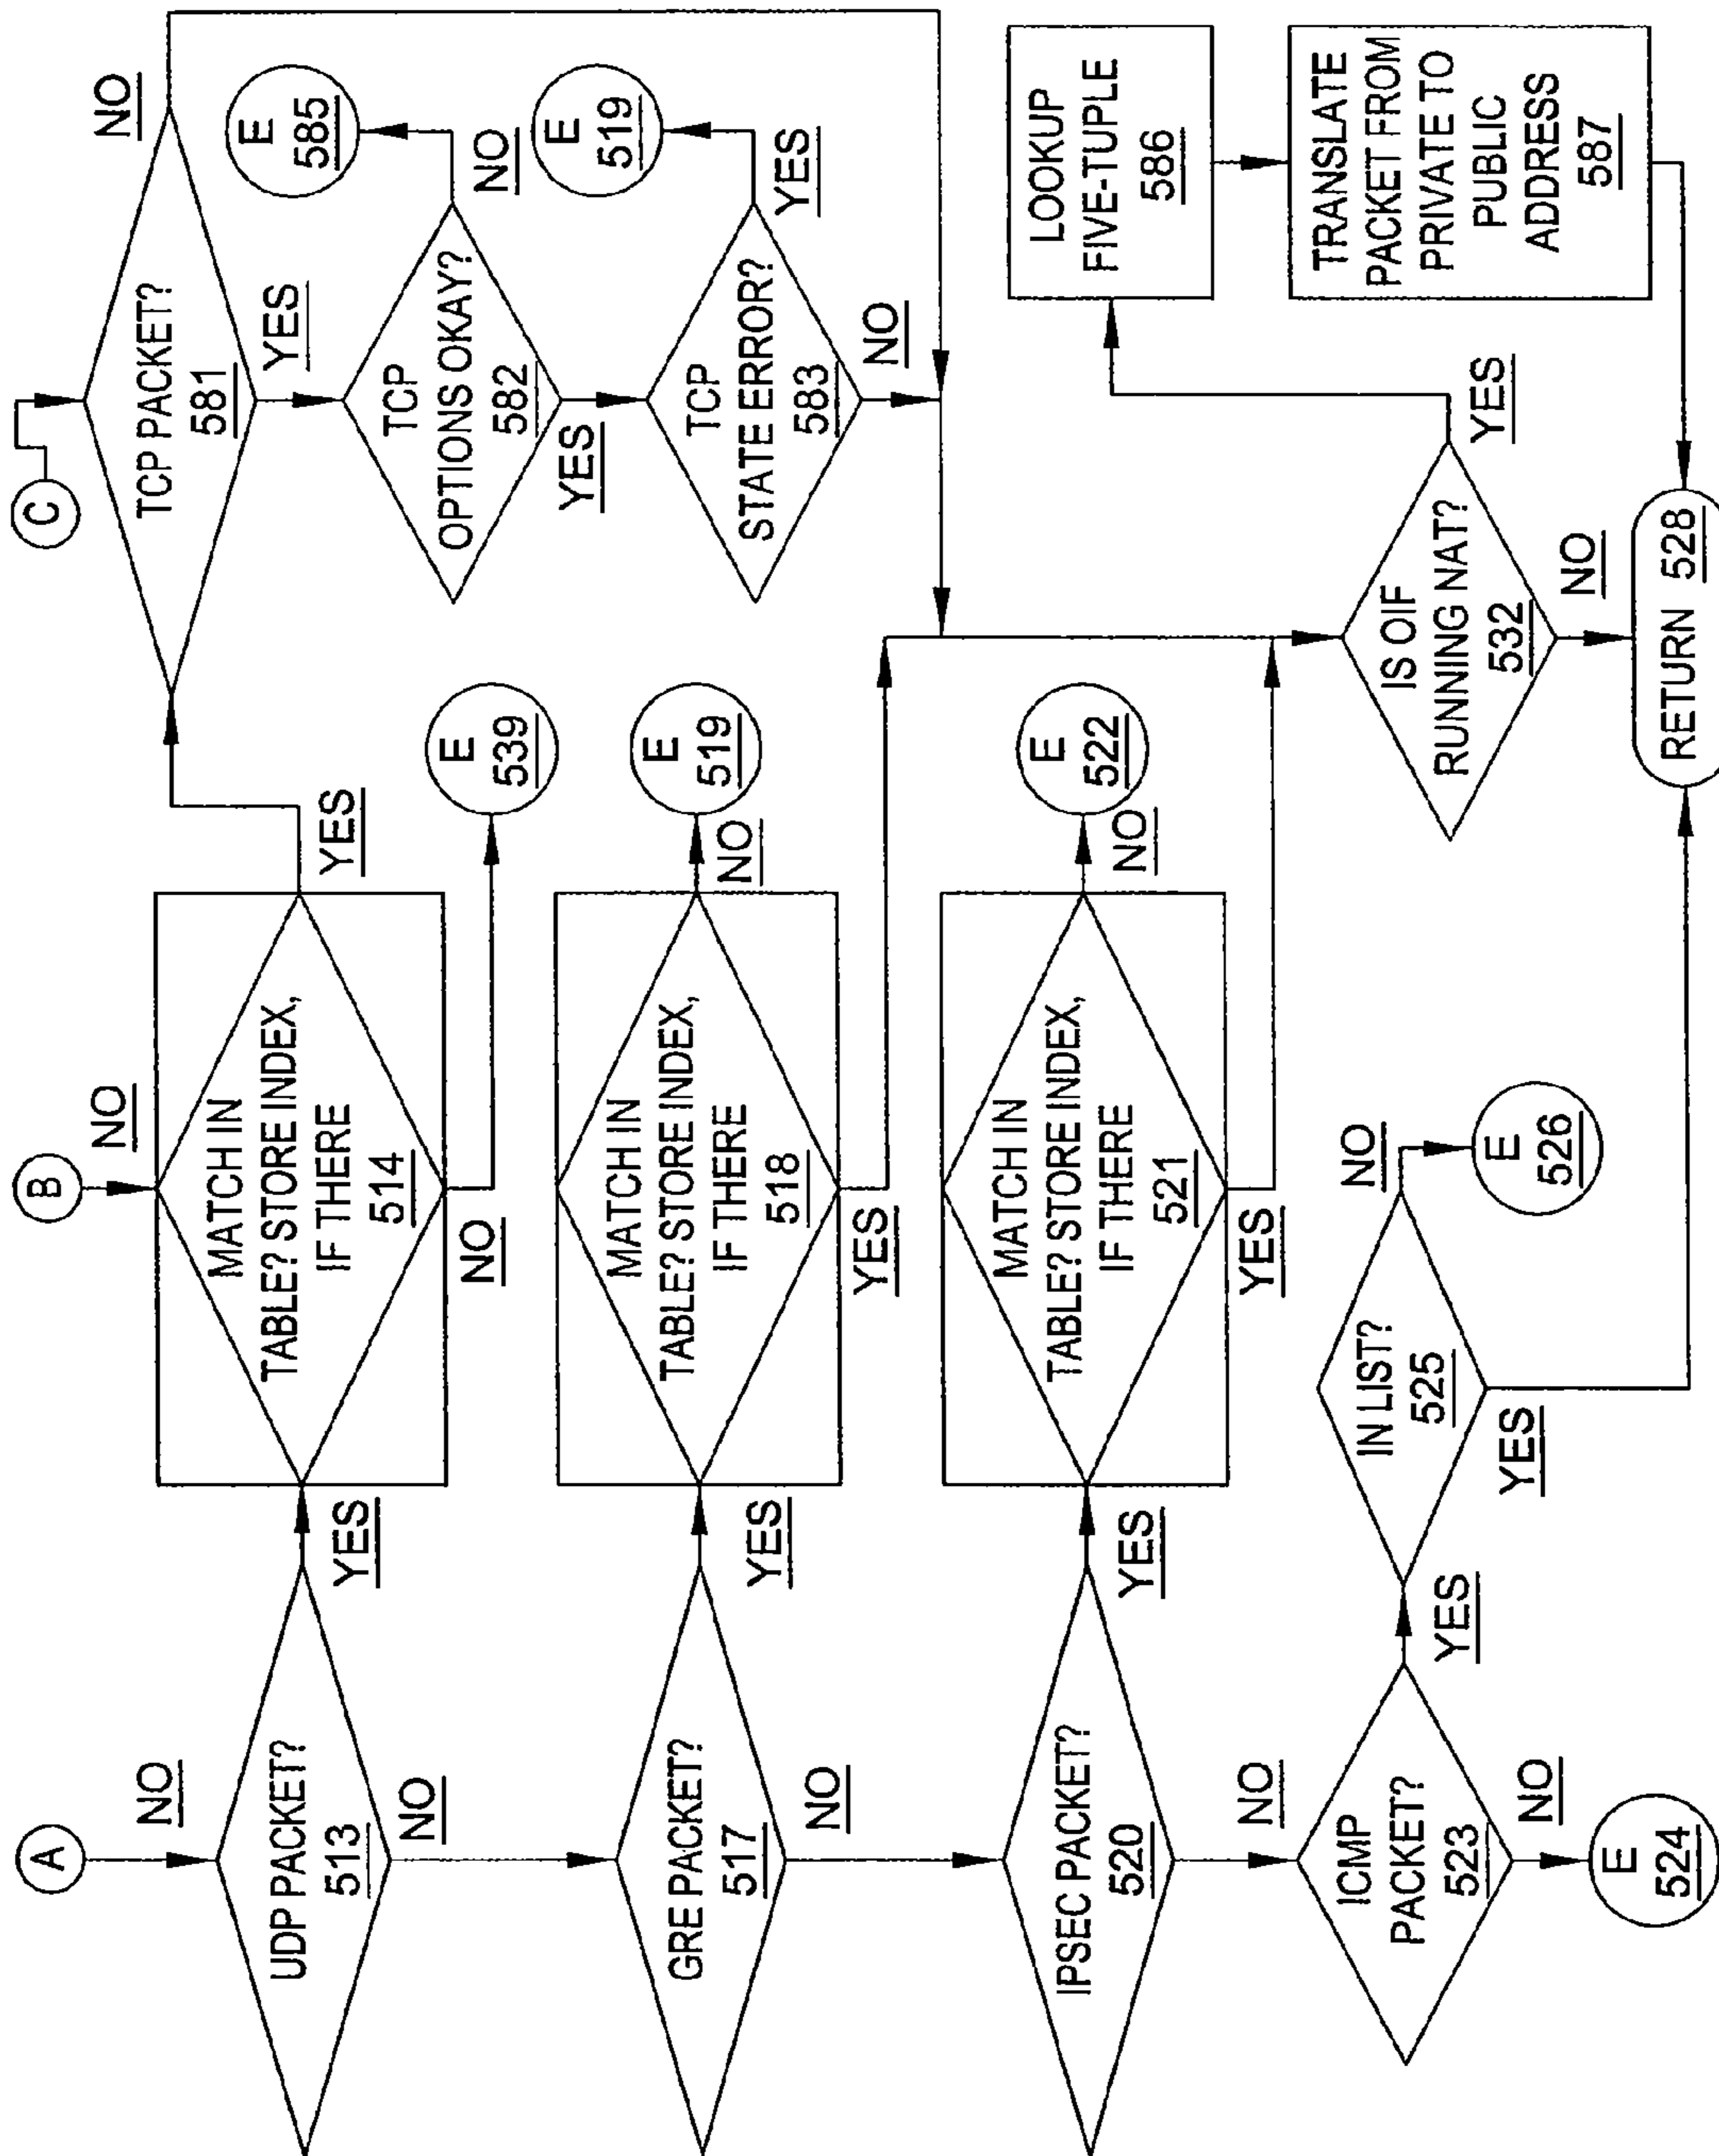 A
NO
UDP PACKET?
513
YES
NO
B
NO
MATCH IN
TABLE? STORE INDEX,
IF THERE
514
YES
NO
E
539
C
TCP PACKET?
581
NO
YES
TCP
OPTIONS OKAY?
582
NO
E
585
YES
TCP
STATE ERROR?
583
YES
E
519
NO
GRE PACKET?
517
YES
NO
MATCH IN
TABLE? STORE INDEX,
IF THERE
518
NO
E
519
YES
IPSEC PACKET?
520
YES
NO
MATCH IN
TABLE? STORE INDEX,
IF THERE
521
NO
E
522
YES
ICMP
PACKET?
523
YES
NO
E
524
IN LIST?
525
NO
E
526
YES
IS OIF
RUNNING NAT?
532
YES
NO
LOOKUP
FIVE-TUPLE
586
TRANSLATE
PACKET FROM
PRIVATE TO
PUBLIC
ADDRESS
587
RETURN 528